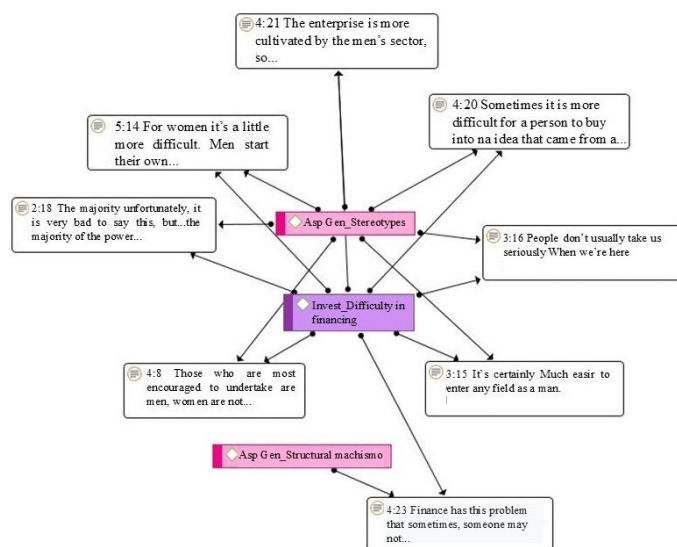 4:21 The enterprise is more
cultivated by the men's sector,
so...
4:20 Sometimes it is more
difficult for a person to buy
into na idea that came from a...
5:14 For women it's a little
more difficult. Men start
their own...
2:18 The majority unfortunately, it
is very bad to say this, but...the
majority of the power...
Asp Gen_Stereotypes
3:16 People don't usually take us
seriously When we're here
Invest_Difficulty in
financing
4:8 Those who are most
encouraged to undertake are
men, women are not...
3:15 It's certainly Much easir to
enter any field as a man.
Asp Gen_Structural machismo
4:23 Finance has this problem
that sometimes, someone may
not...